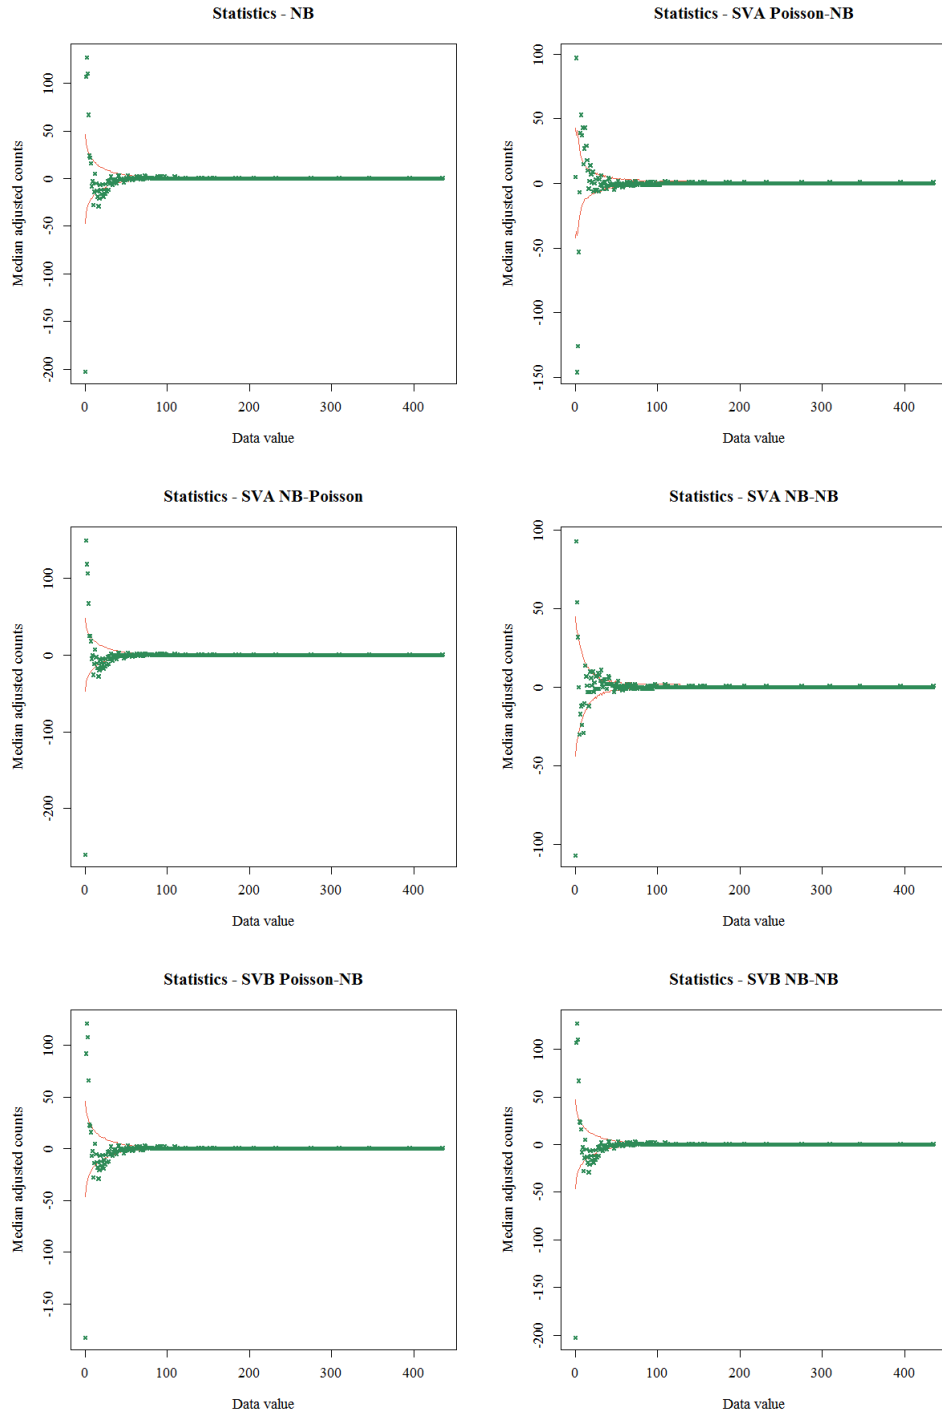 Statistics - NB
Median adjusted counts
100
50
0
-50
-100
-150
-200
0 100 200 300 400
Data value
Statistics - SVA Poisson-NB
Median adjusted counts
100
50
0
-50
-100
-150
0 100 200 300 400
Data value
Statistics - SVA NB-Poisson
Median adjusted counts
100
0
-100
-200
0 100 200 300 400
Data value
Statistics - SVA NB-NB
Median adjusted counts
100
50
0
-50
-100
0 100 200 300 400
Data value
Statistics - SVB Poisson-NB
Median adjusted counts
100
50
0
-50
-100
-150
0 100 200 300 400
Data value
Statistics - SVB NB-NB
Median adjusted counts
100
50
0
-50
-100
-150
-200
0 100 200 300 400
Data value